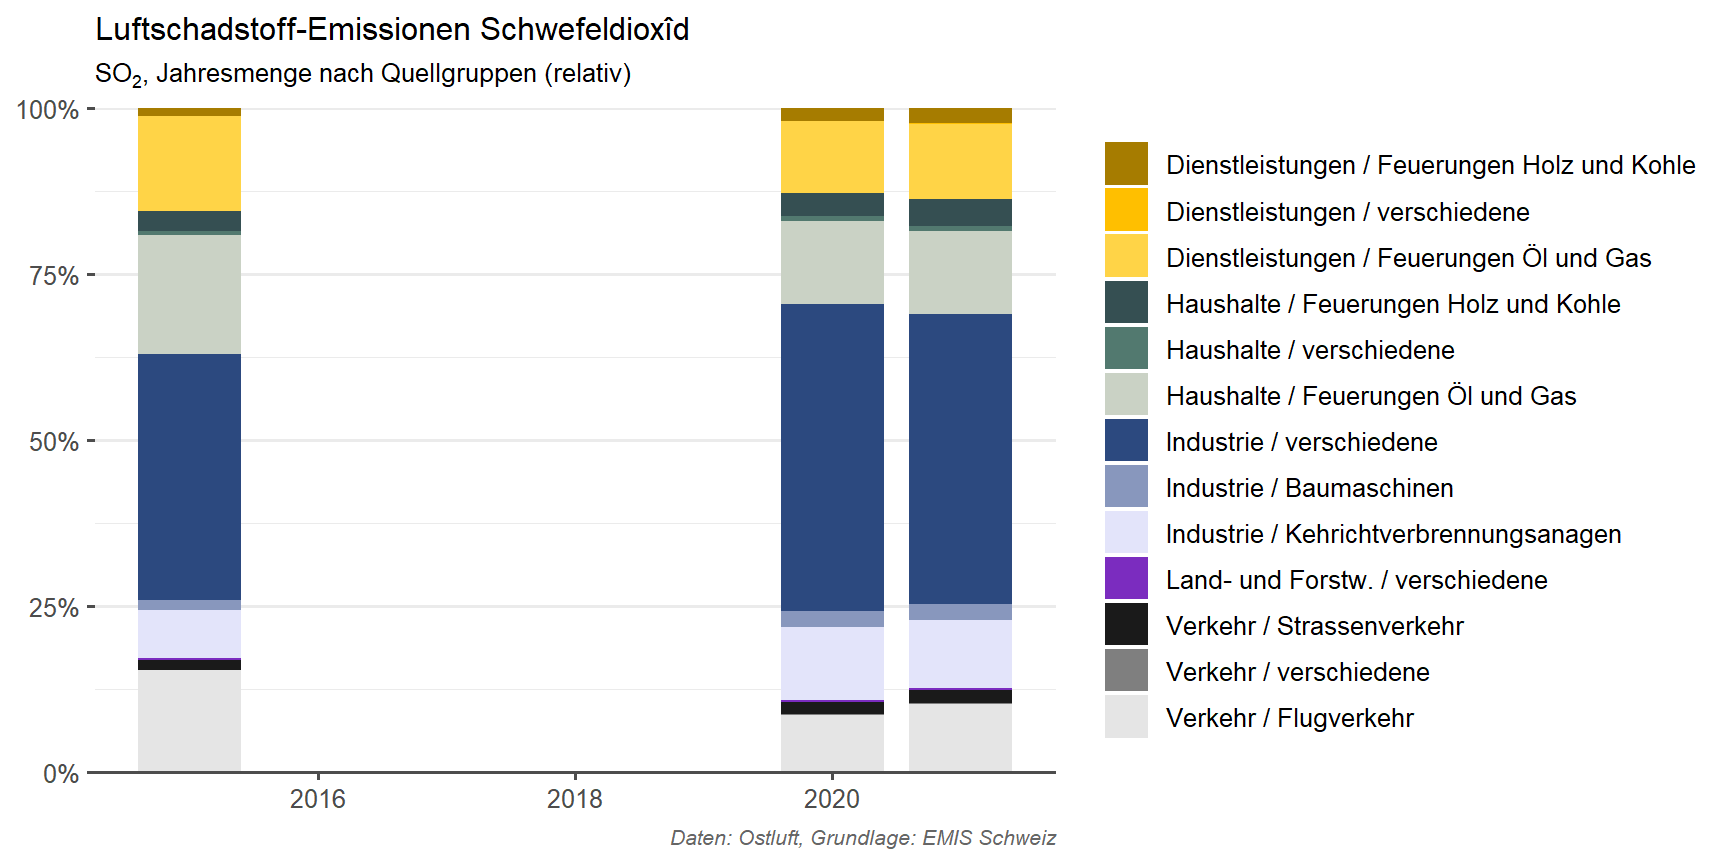 Luftschadstoff-Emissionen Schwefeldioxîd
SO₂, Jahresmenge nach Quellgruppen (relativ)
100%
75%
50%
25%
0%
2016
2018
2020
Dienstleistungen / Feuerungen Holz und Kohle
Dienstleistungen / verschiedene
Dienstleistungen / Feuerungen Öl und Gas
Haushalte / Feuerungen Holz und Kohle
Haushalte / verschiedene
Haushalte / Feuerungen Öl und Gas
Industrie / verschiedene
Industrie / Baumaschinen
Industrie / Kehrichtverbrennungsanagen
Land- und Forstw. / verschiedene
Verkehr / Strassenverkehr
Verkehr / verschiedene
Verkehr / Flugverkehr
Daten: Ostluft, Grundlage: EMIS Schweiz